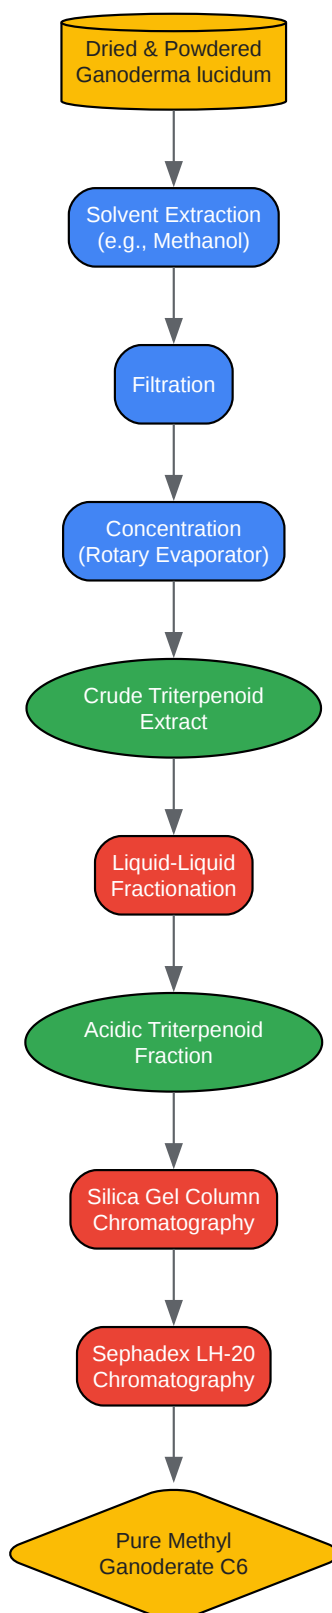 Dried & Powdered
Ganoderma lucidum
Solvent Extraction
(e.g., Methanol)
Filtration
Concentration
(Rotary Evaporator)
Crude Triterpenoid
Extract
Liquid-Liquid
Fractionation
Acidic Triterpenoid
Fraction
Silica Gel Column
Chromatography
Sephadex LH-20
Chromatography
Pure Methyl
Ganoderate C6